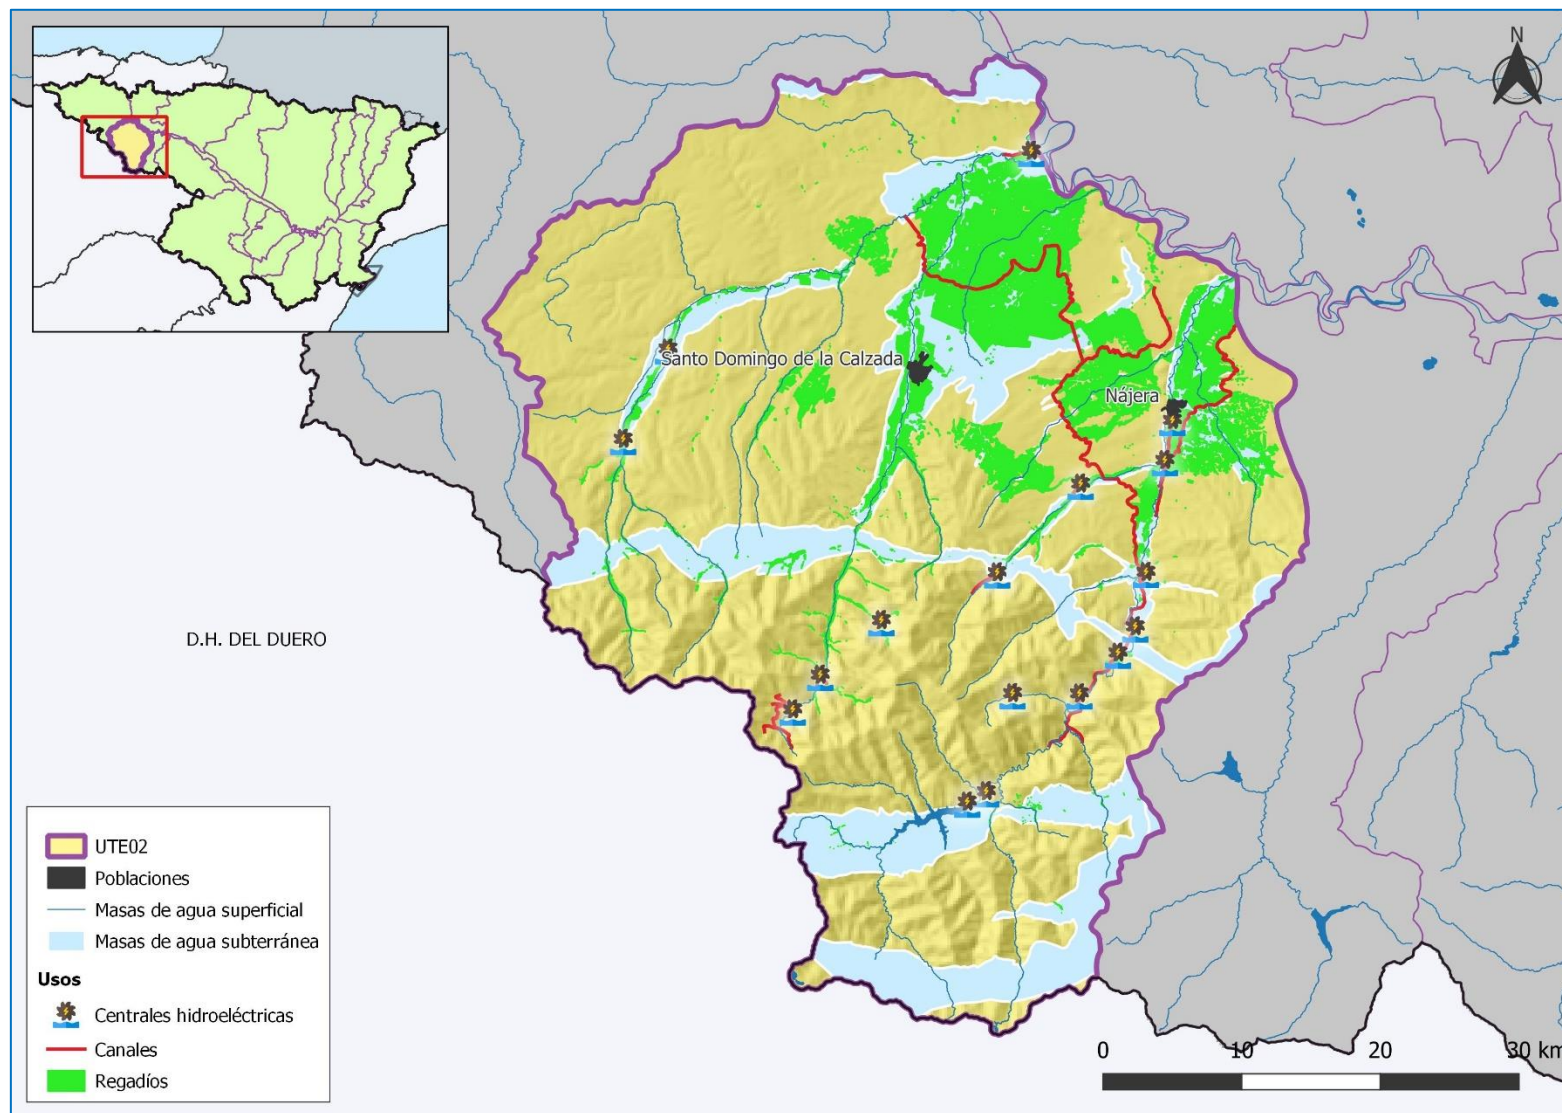 N
Santo Domingo de la Calzada
Nájera
D.H. DEL DUERO
UTE02
Poblaciones
Masas de agua superficial
Masas de agua subterránea
Usos
Centrales hidroeléctricas
Canales
Regadíos
0 10 20 30 km